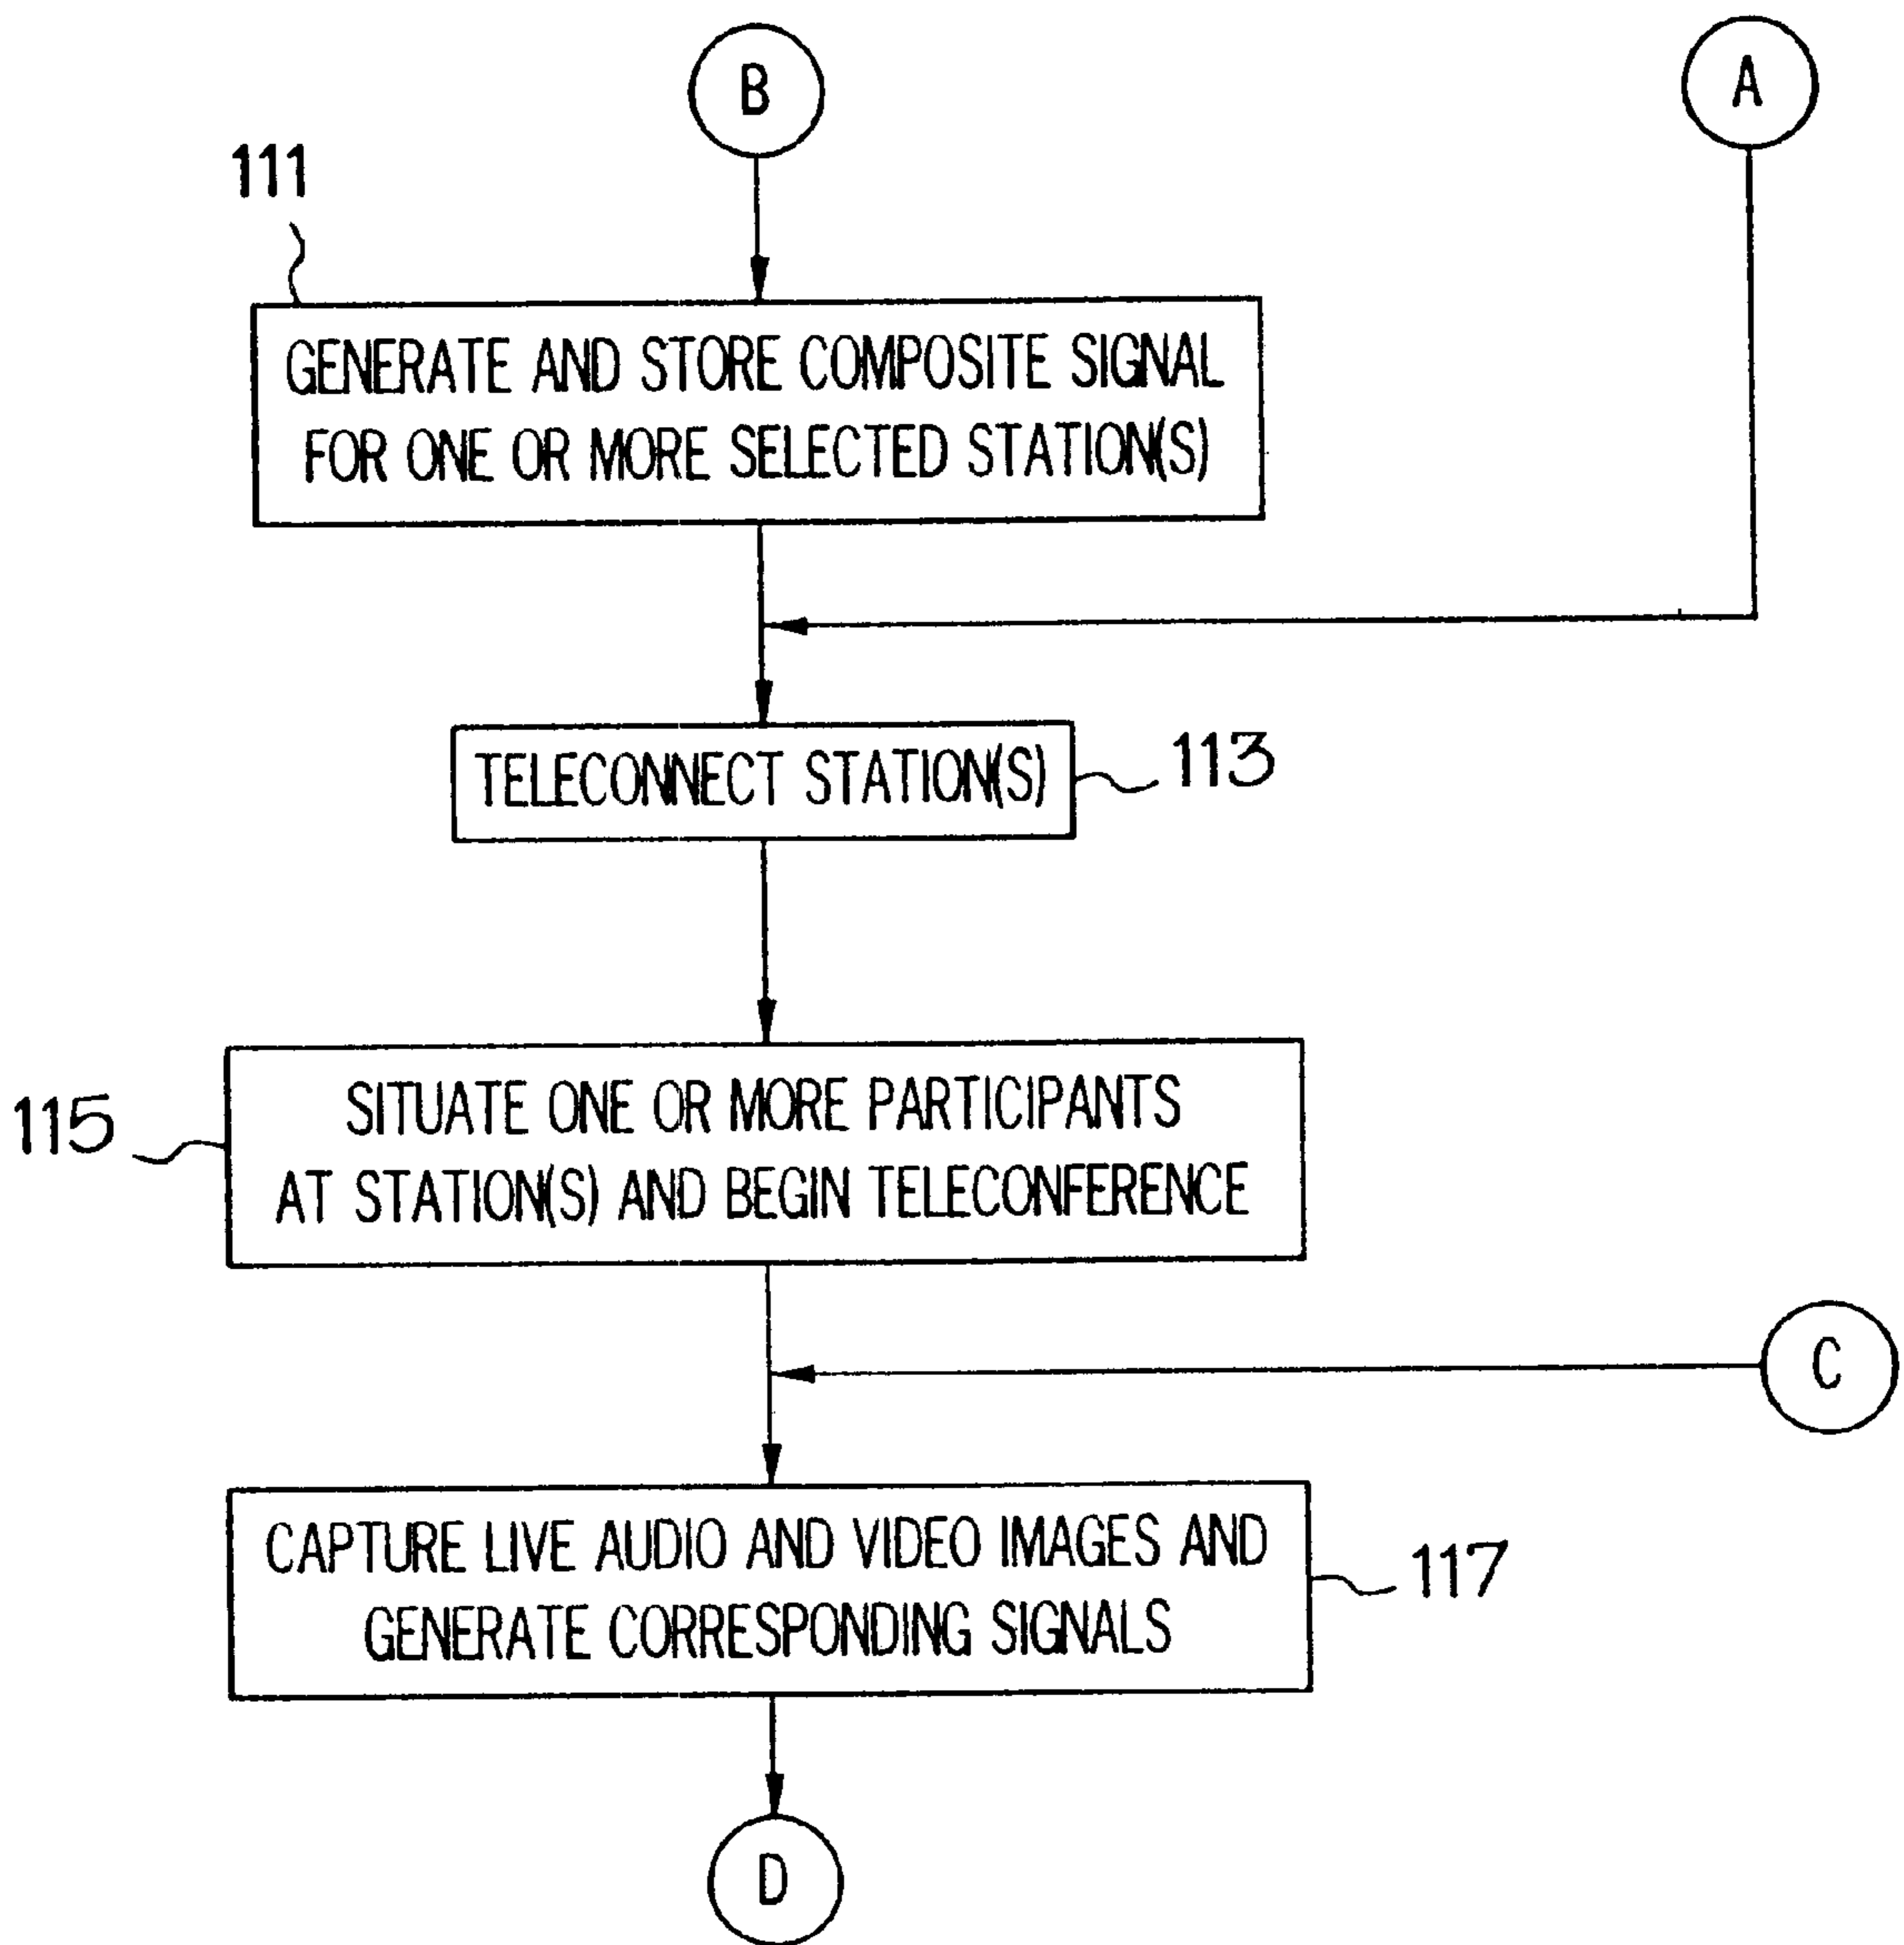 B
A
111
GENERATE AND STORE COMPOSITE SIGNAL
FOR ONE OR MORE SELECTED STATION(S)
TELECONNECT STATION(S)
113
115
SITUATE ONE OR MORE PARTICIPANTS
AT STATION(S) AND BEGIN TELECONFERENCE
C
CAPTURE LIVE AUDIO AND VIDEO IMAGES AND
GENERATE CORRESPONDING SIGNALS
117
D